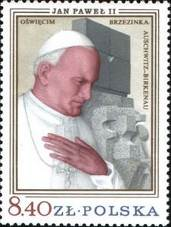 JAN PAWEŁ II
OŚWIĘCIM
BRZEZINKA
AUSCHWITZ-BIRKENAU
8.40 ZŁ·POLSKA